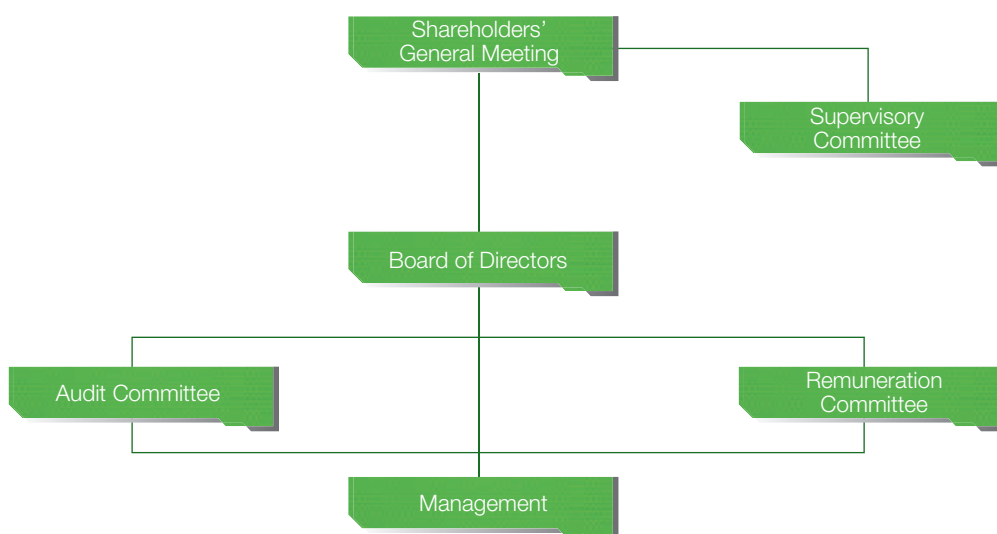 Shareholders’
General Meeting
Supervisory
Committee
Board of Directors
Audit Committee
Remuneration
Committee
Management